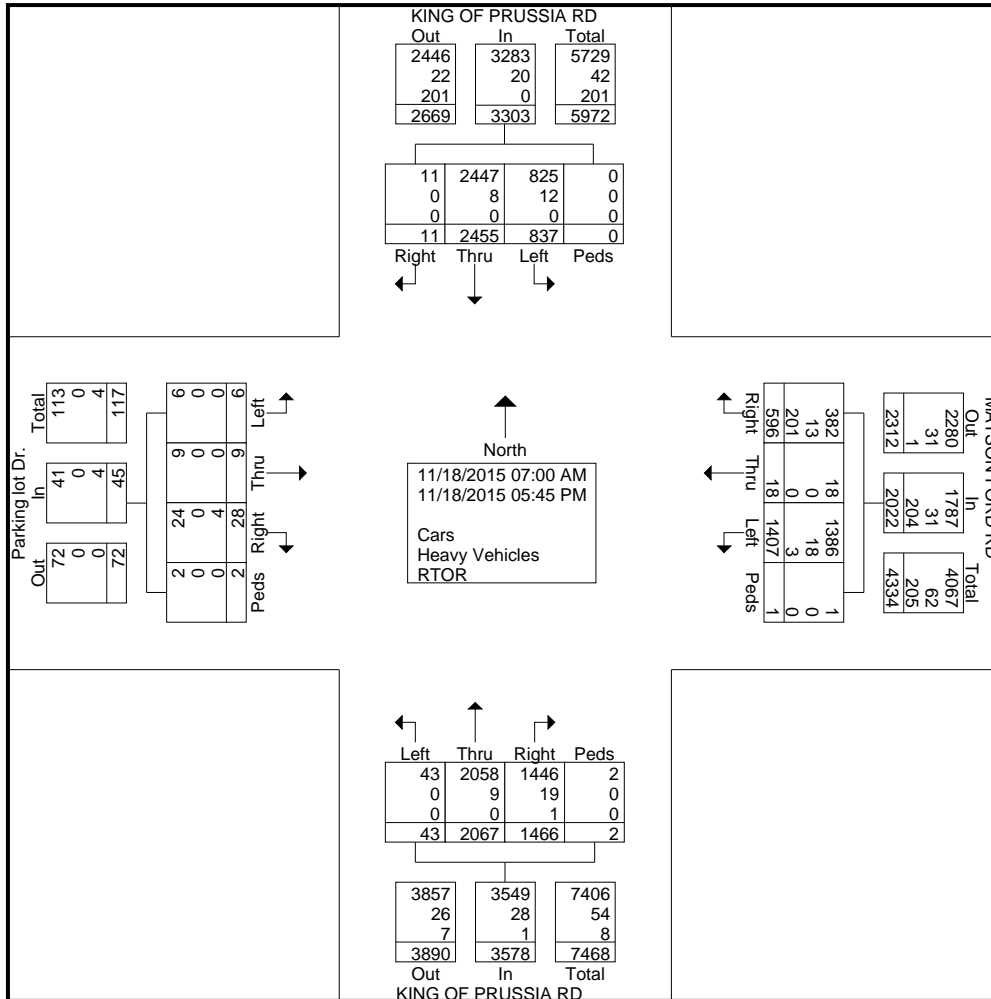 KING OF PRUSSIA RD
Out In Total
2446 3283 5729
22 20 42
201 0 201
2669 3303 5972
11 2447 825 0
0 8 12 0
0 0 0 0
11 2455 837 0
Right Thru Left Peds
Parking lot Dr.
Total In Out
113 0 4 117
41 0 4 45
72 0 0 72
6 0 0 6 Left
9 0 0 9 Thru
24 0 4 28 Right
2 0 0 2 Peds
North
11/18/2015 07:00 AM
11/18/2015 05:45 PM
Cars
Heavy Vehicles
RTOR
Right 382 13 201 596
Thru 18 0 0 18
Left 1386 18 3 1407
Peds 1 0 0 1
Out In Total
2280 31 1 2312
1787 31 204 2022
4067 62 205 4334
Left Thru Right Peds
43 2058 1446 2
0 9 19 0
0 0 1 0
43 2067 1466 2
3857 3549 7406
26 28 54
7 1 8
3890 3578 7468
Out In Total
KING OF PRUSSIA RD